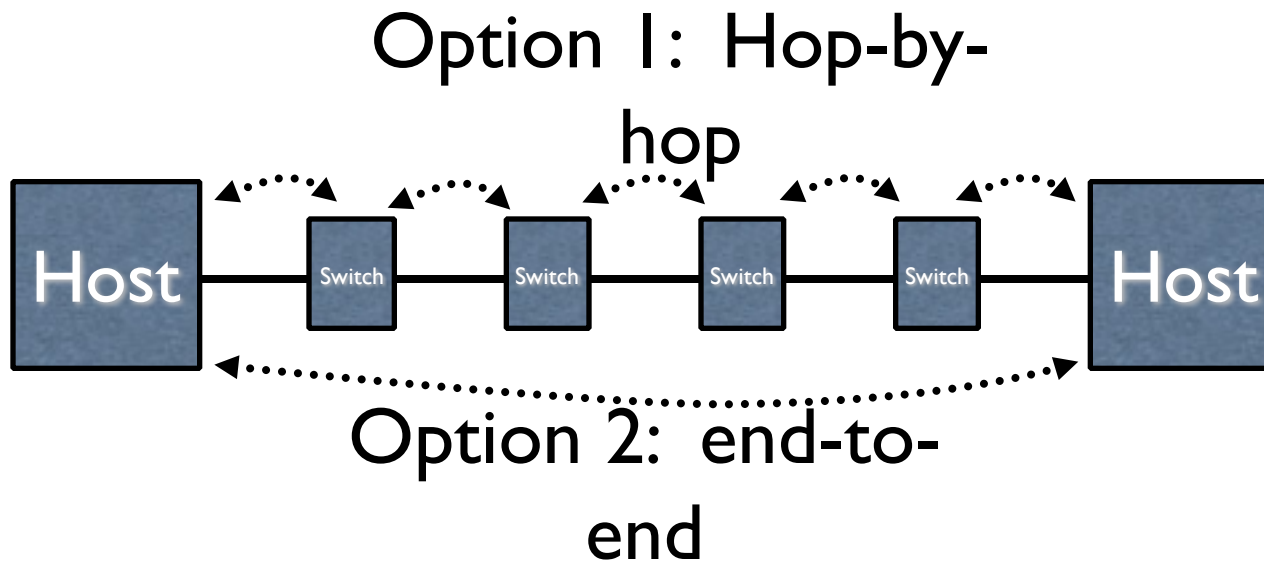 Option 1: Hop-by-
hop
Host
Switch
Switch
Switch
Switch
Host
Option 2: end-to-
end